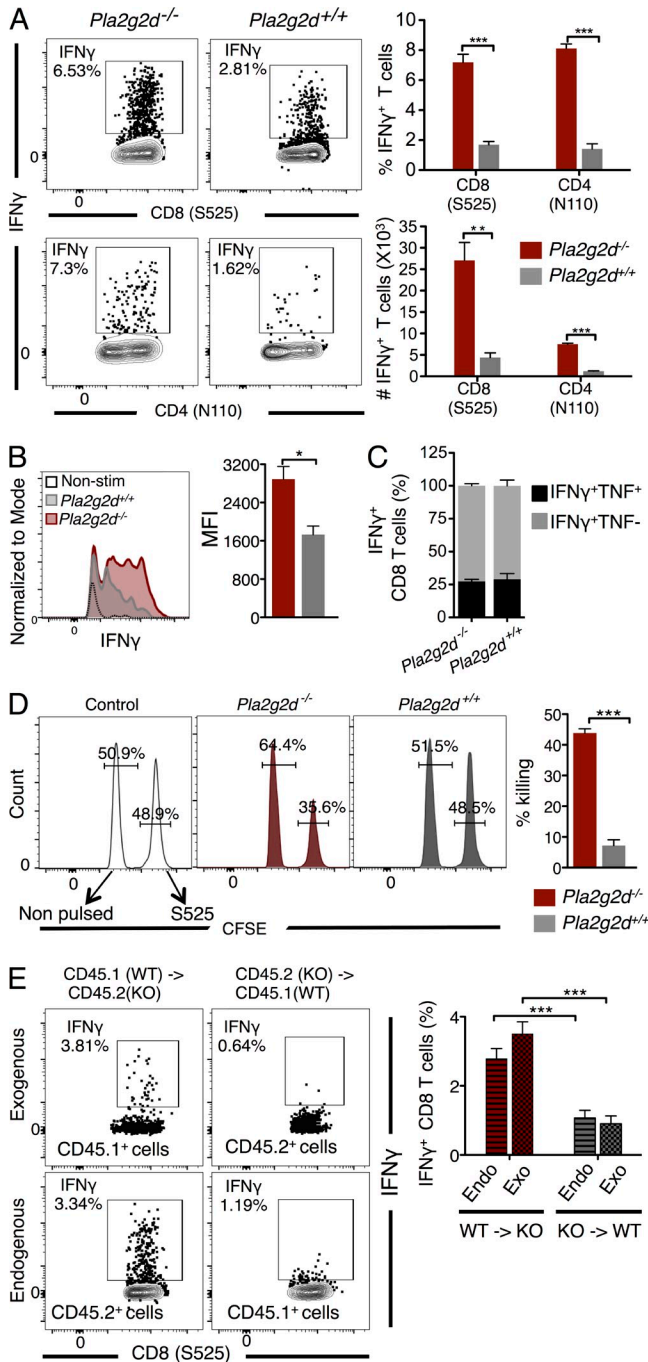 A
Pla2g2d-/-
Pla2g2d+/+
IFNγ
6.53%
IFNγ
2.81%
0
0
0
CD8 (S525)
IFNγ
IFNγ
7.3%
IFNγ
1.62%
0
0
0
CD4 (N110)
% IFNγ+ T cells
10
8
6
4
2
0
***
***
CD8
(S525)
CD4
(N110)
# IFNγ+ T cells (X10³)
35
30
25
20
15
10
5
0
**
***
Pla2g2d-/-
Pla2g2d+/+
CD8
(S525)
CD4
(N110)
B
Normalized to Mode
Non-stim
Pla2g2d+/+
Pla2g2d-/-
0
0
IFNγ
MFI
3200
2400
1600
800
0
*
C
IFNγ+
CD8 T cells (%)
125
100
75
50
25
0
IFNγ+TNF+
IFNγ+TNF-
Pla2g2d-/-
Pla2g2d+/+
D
Control
Pla2g2d-/-
Pla2g2d+/+
Count
50.9%
48.9%
64.4%
35.6%
51.5%
48.5%
0
0
0
0
Non pulsed
S525
CFSE
% killing
50
40
30
20
10
0
***
Pla2g2d-/-
Pla2g2d+/+
E
CD45.1 (WT) ->
CD45.2(KO)
CD45.2 (KO) ->
CD45.1(WT)
Exogenous
IFNγ
3.81%
IFNγ
0.64%
0
CD45.1+ cells
CD45.2+ cells
Endogenous
IFNγ
3.34%
IFNγ
1.19%
0
CD45.2+ cells
CD45.1+ cells
0
0
CD8 (S525)
IFNγ
IFNγ+ CD8 T cells (%)
4
2
0
***
***
Endo
Exo
Endo
Exo
WT -> KO
KO -> WT